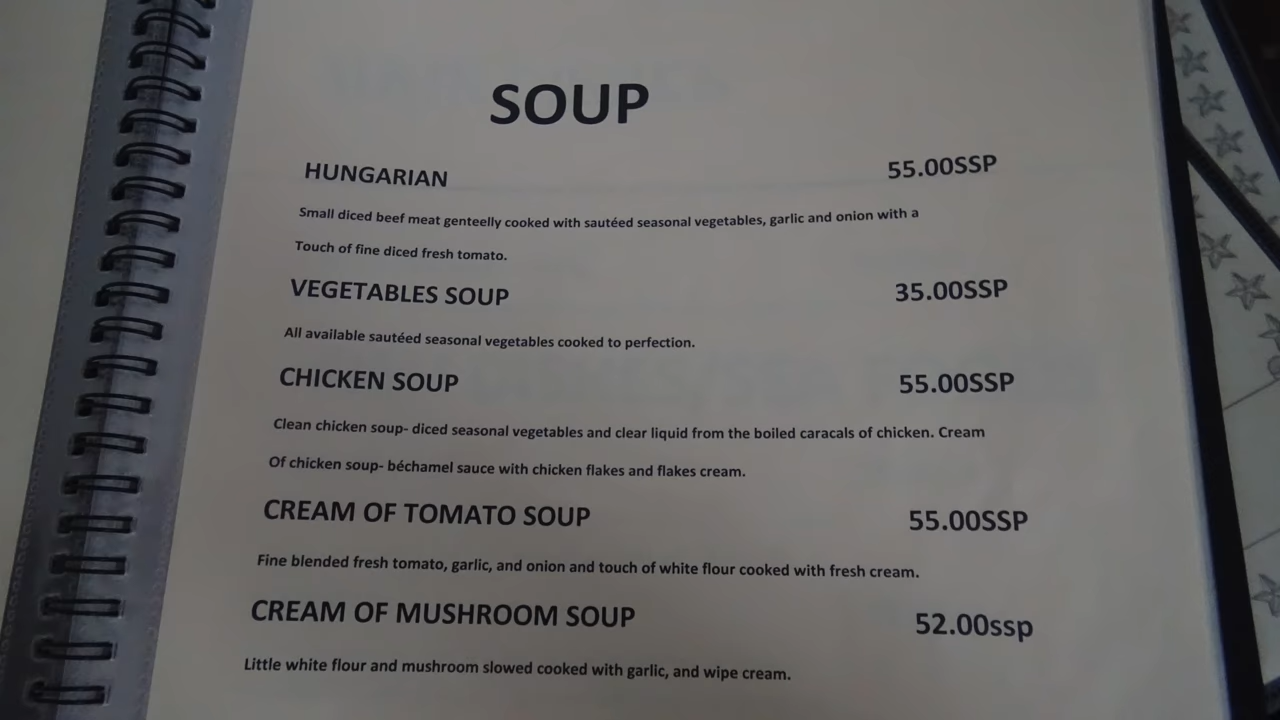 SOUP
HUNGARIAN 55.00SSP
Small diced beef meat genteelly cooked with sautéed seasonal vegetables, garlic and onion with a
Touch of fine diced fresh tomato.
VEGETABLES SOUP 35.00SSP
All available sautéed seasonal vegetables cooked to perfection.
CHICKEN SOUP 55.00SSP
Clean chicken soup- diced seasonal vegetables and clear liquid from the boiled caracals of chicken. Cream
Of chicken soup- béchamel sauce with chicken flakes and flakes cream.
CREAM OF TOMATO SOUP 55.00SSP
Fine blended fresh tomato, garlic, and onion and touch of white flour cooked with fresh cream.
CREAM OF MUSHROOM SOUP 52.00ssp
Little white flour and mushroom slowed cooked with garlic, and wipe cream.